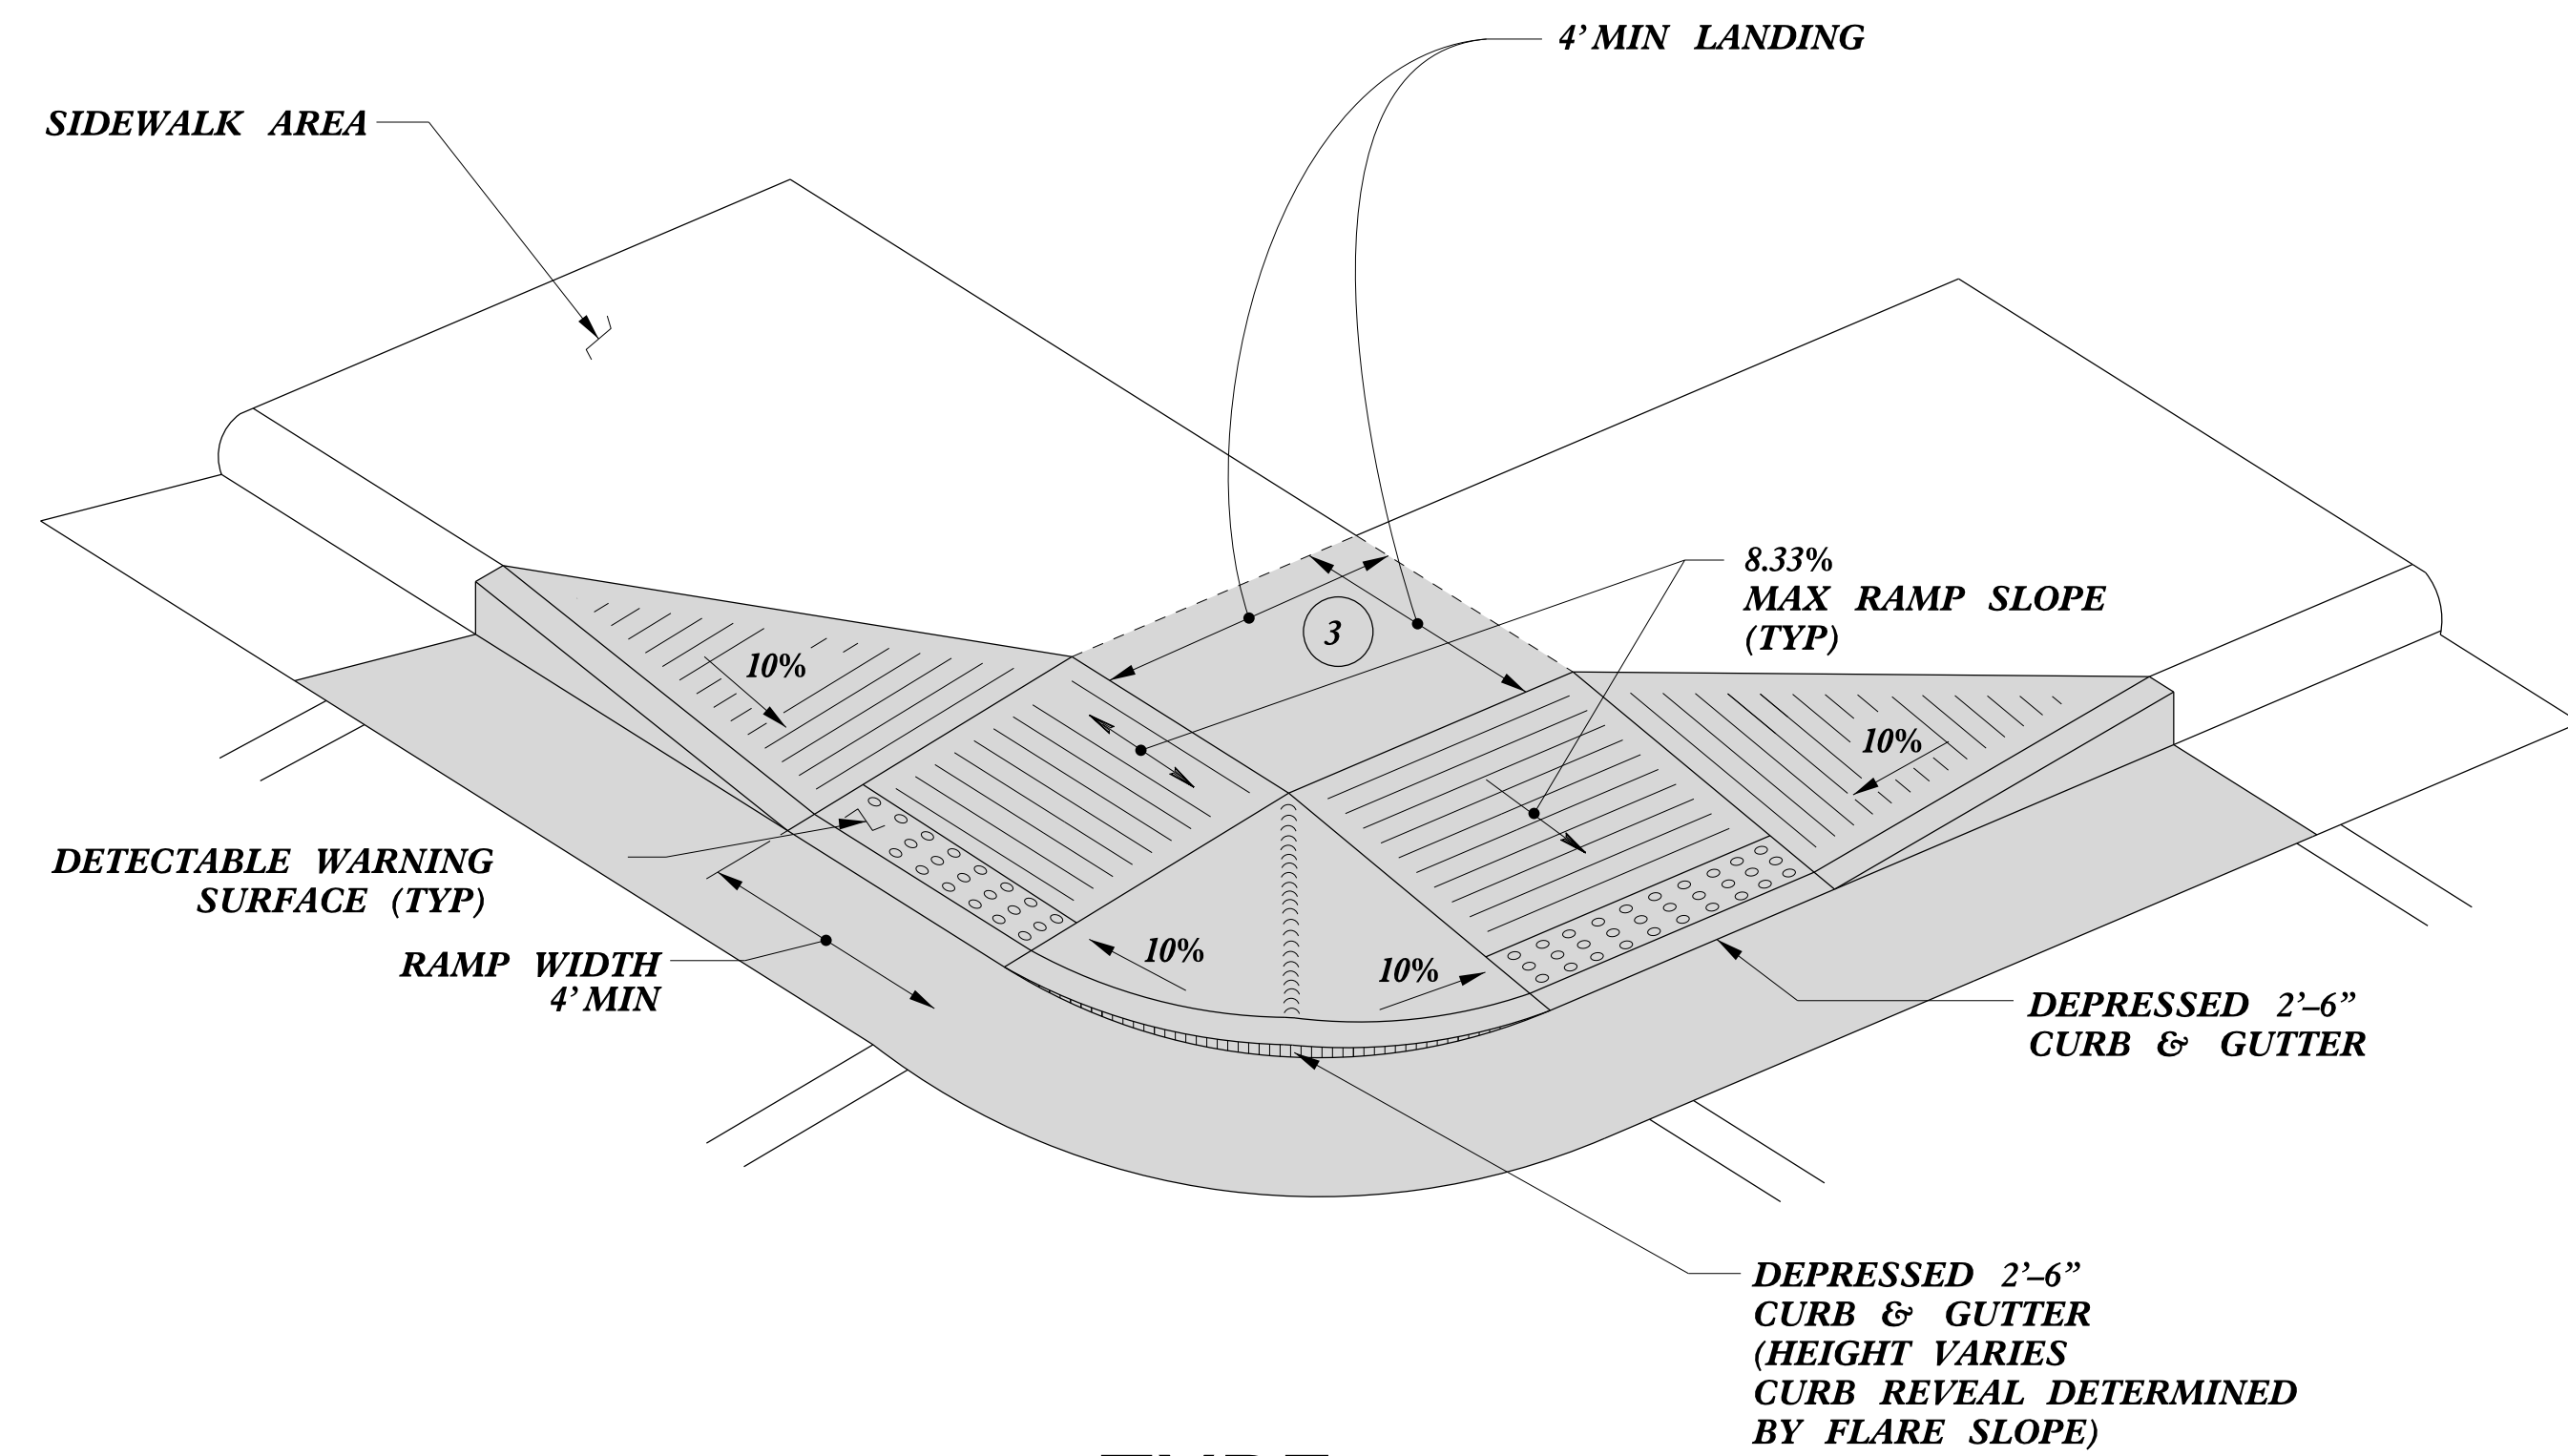 4’ MIN LANDING
SIDEWALK AREA
3
8.33%
MAX RAMP SLOPE
(TYP)
10%
10%
DETECTABLE WARNING
SURFACE (TYP)
RAMP WIDTH
4’ MIN
10%
10%
DEPRESSED 2’–6”
CURB & GUTTER
DEPRESSED 2’–6”
CURB & GUTTER
(HEIGHT VARIES
CURB REVEAL DETERMINED
BY FLARE SLOPE)